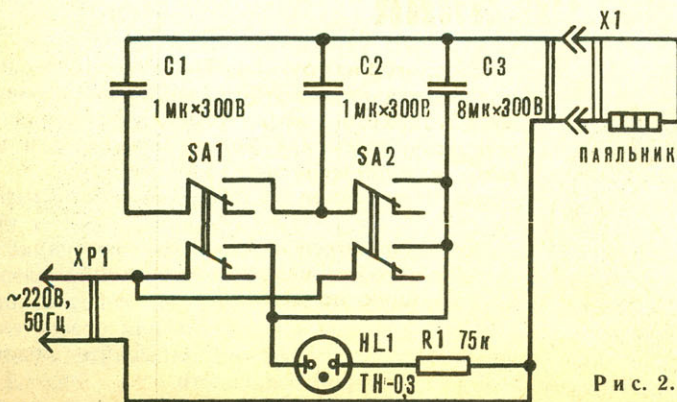 X1
C1
C2
C3
1мк×300В
1мк×300В
8мк×300В
ПАЯЛЬНИК
SA1
SA2
XP1
~220В,
50Гц
HL1
R1 75к
ТН-0,3
Рис. 2.